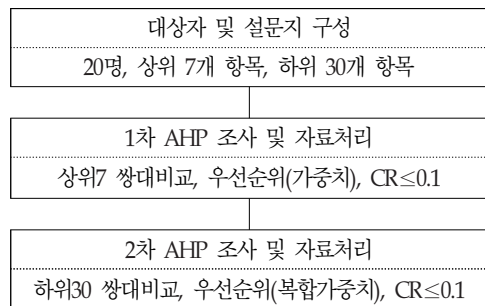 대상자 및 설문지 구성
20명, 상위 7개 항목, 하위 30개 항목
1차 AHP 조사 및 자료처리
상위7 쌍대비교, 우선순위(가중치), CR≤0.1
2차 AHP 조사 및 자료처리
하위30 쌍대비교, 우선순위(복합가중치), CR≤0.1